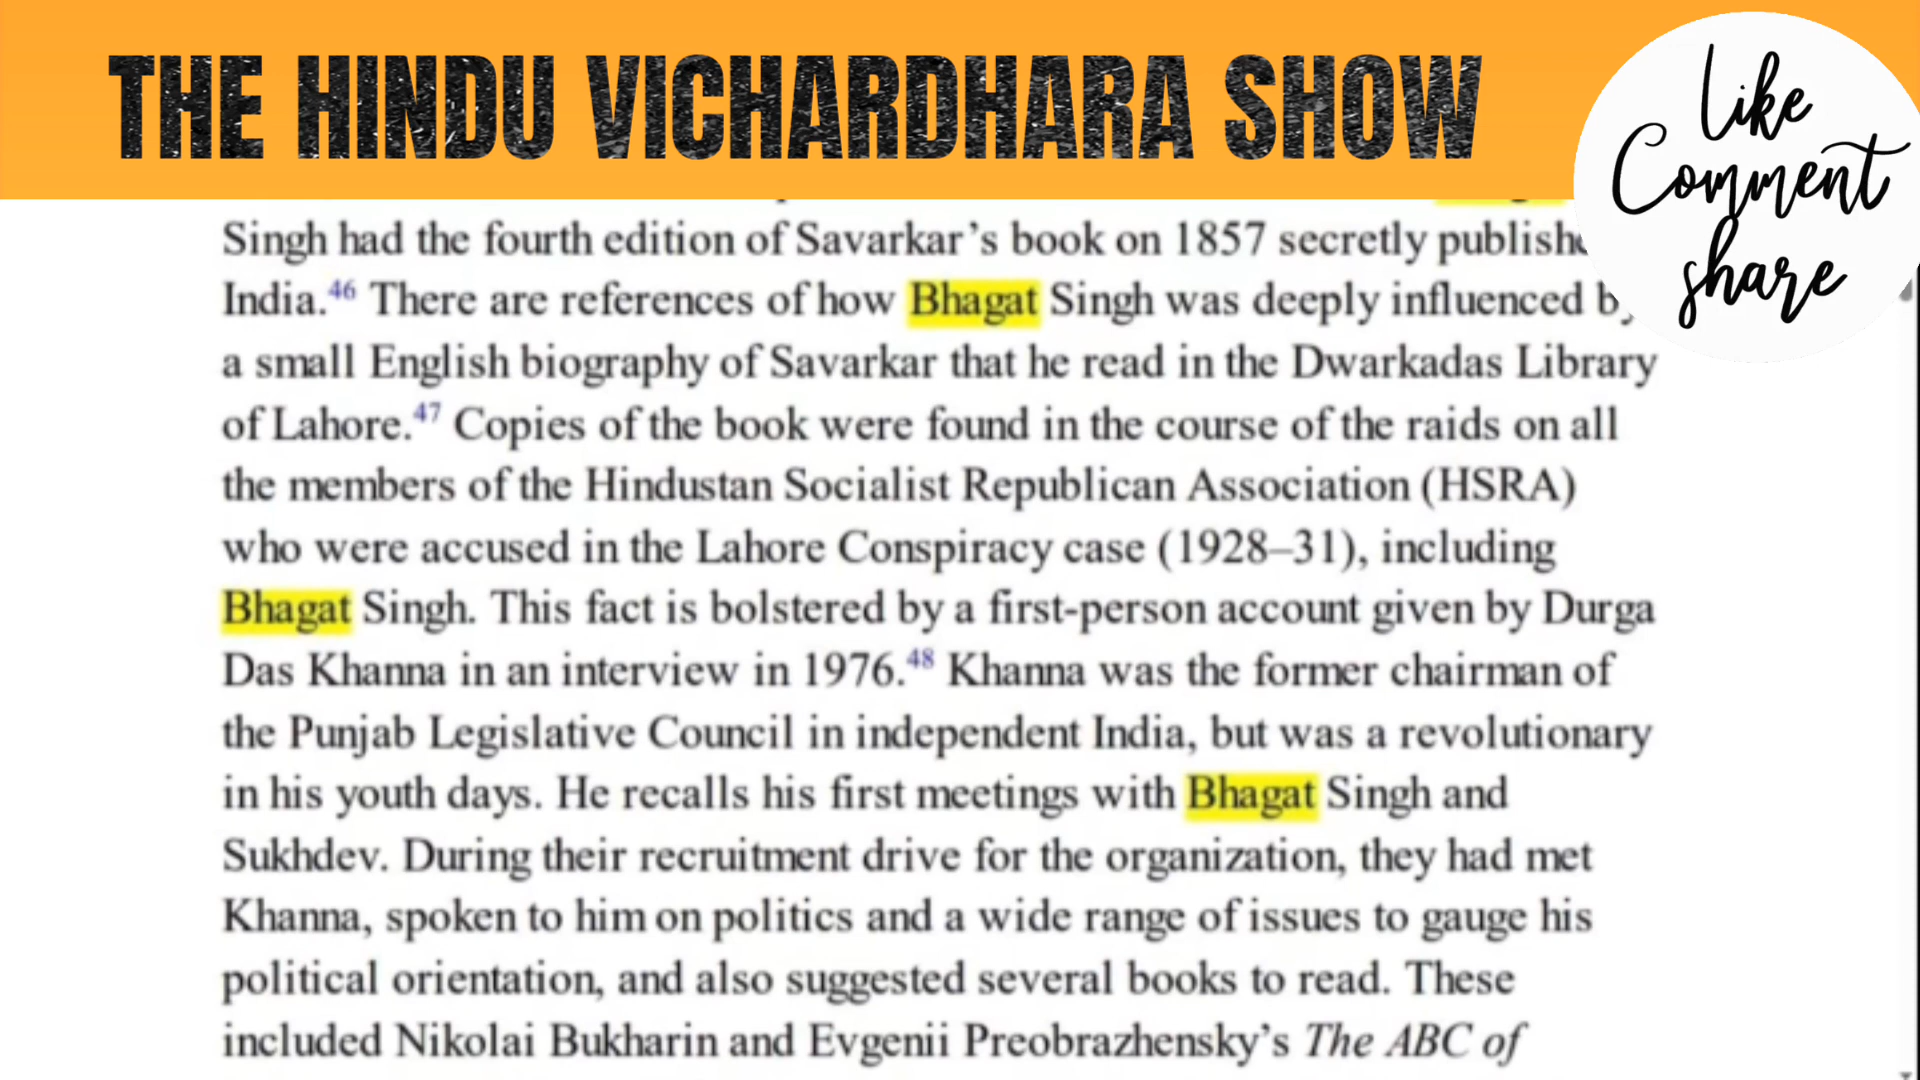 THE HINDU VICHARDHARA SHOW
like
Comment
share
Singh had the fourth edition of Savarkar’s book on 1857 secretly
India.46 There are references of how Bhagat Singh was deeply influenced
a small English biography of Savarkar that he read in the Dwarkadas Library
of Lahore.47 Copies of the book were found in the course of the raids on all
the members of the Hindustan Socialist Republican Association (HSRA)
who were accused in the Lahore Conspiracy case (1928–31), including
Bhagat Singh. This fact is bolstered by a first-person account given by Durga
Das Khanna in an interview in 1976.48 Khanna was the former chairman of
the Punjab Legislative Council in independent India, but was a revolutionary
in his youth days. He recalls his first meetings with Bhagat Singh and
Sukhdev. During their recruitment drive for the organization, they had met
Khanna, spoken to him on politics and a wide range of issues to gauge his
political orientation, and also suggested several books to read. These
included Nikolai Bukharin and Evgenii Preobrazhensky’s The ABC of